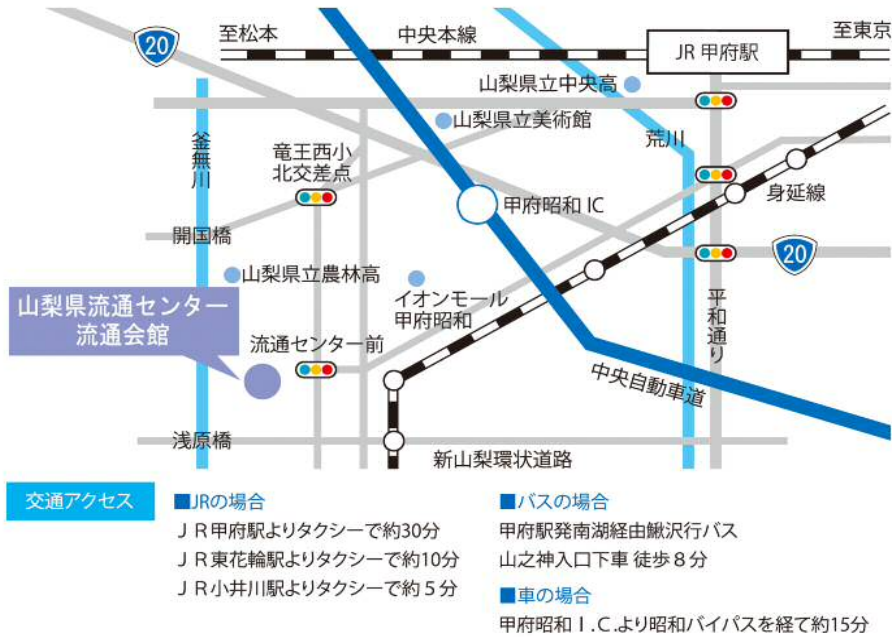 20
至松本
中央本線
JR 甲府駅
至東京
山梨県立中央高
山梨県立美術館
荒川
釜無川
竜王西小
北交差点
甲府昭和 IC
身延線
開国橋
20
山梨県立農林高
イオンモール
甲府昭和
山梨県流通センター
流通会館
流通センター前
平和通り
中央自動車道
浅原橋
新山梨環状道路
交通アクセス
■JRの場合
ＪＲ甲府駅よりタクシーで約30分
ＪＲ東花輪駅よりタクシーで約10分
ＪＲ小井川駅よりタクシーで約５分
■バスの場合
甲府駅発南湖経由鰍沢行バス
山之神入口下車 徒歩８分
■車の場合
甲府昭和Ｉ.Ｃ.より昭和バイパスを経て約15分